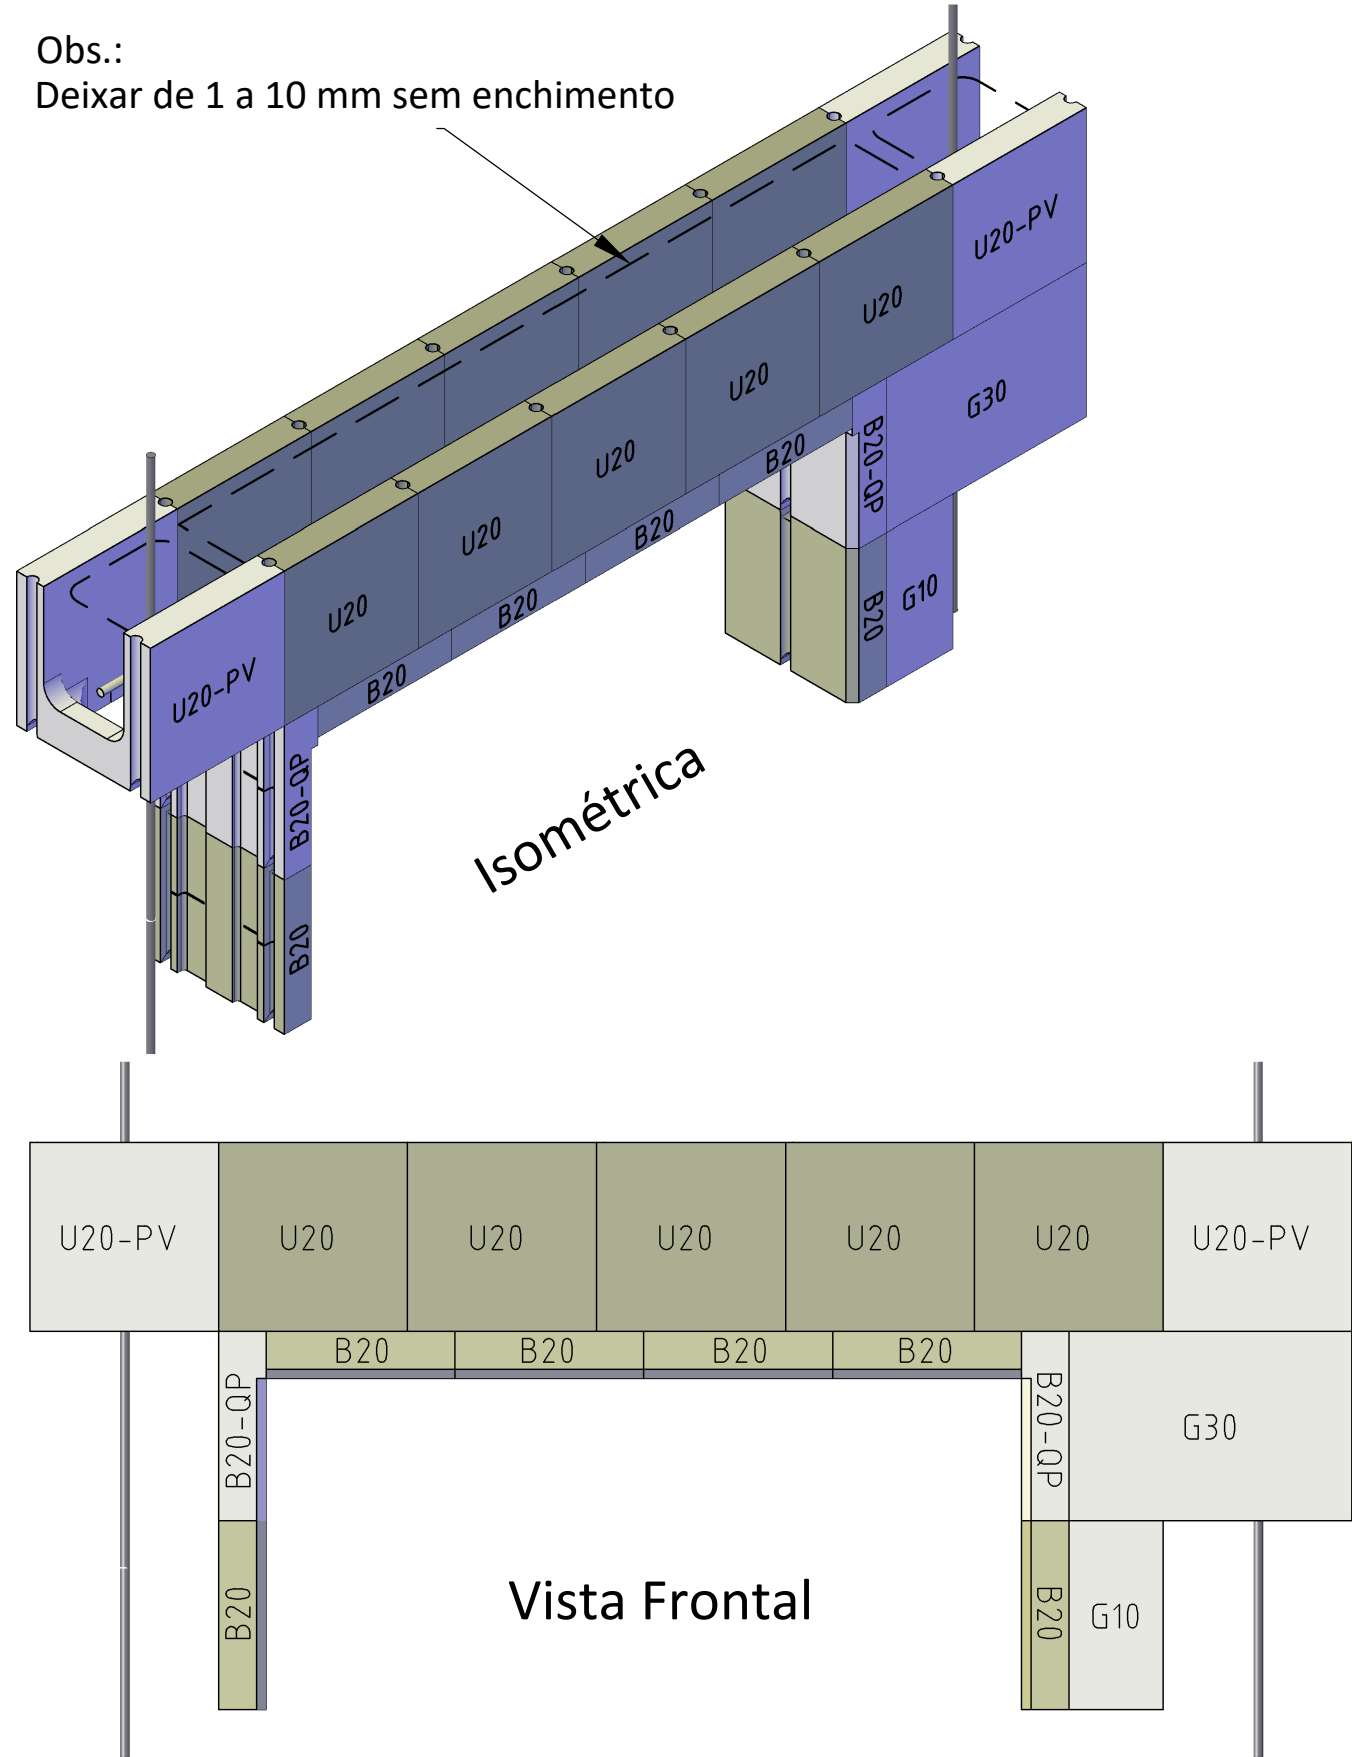 Obs.:
Deixar de 1 a 10 mm sem enchimento
U20-PV
U20
G30
U20
B20-QP
U20
B20
B20
G10
U20
B20
U20
B20
U20-PV
B20
B20-QP
B20
Isométrica
U20-PV U20 U20 U20 U20 U20 U20-PV
B20 B20 B20 B20
B20-QP B20-QP G30
B20 B20 G10
Vista Frontal